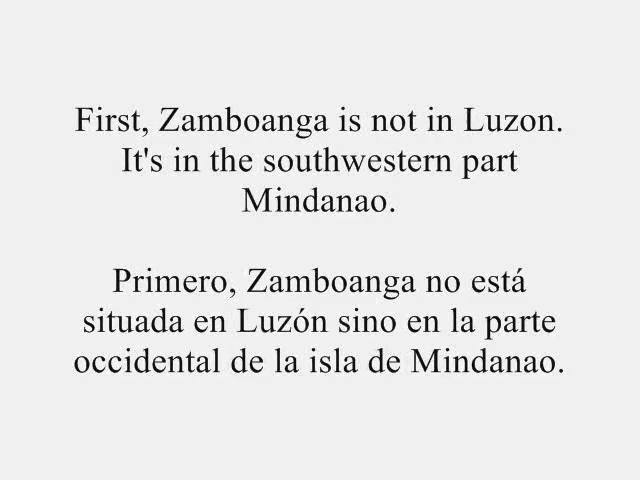 First, Zamboanga is not in Luzon.
It's in the southwestern part
Mindanao.
Primero, Zamboanga no está
situada en Luzón sino en la parte
occidental de la isla de Mindanao.